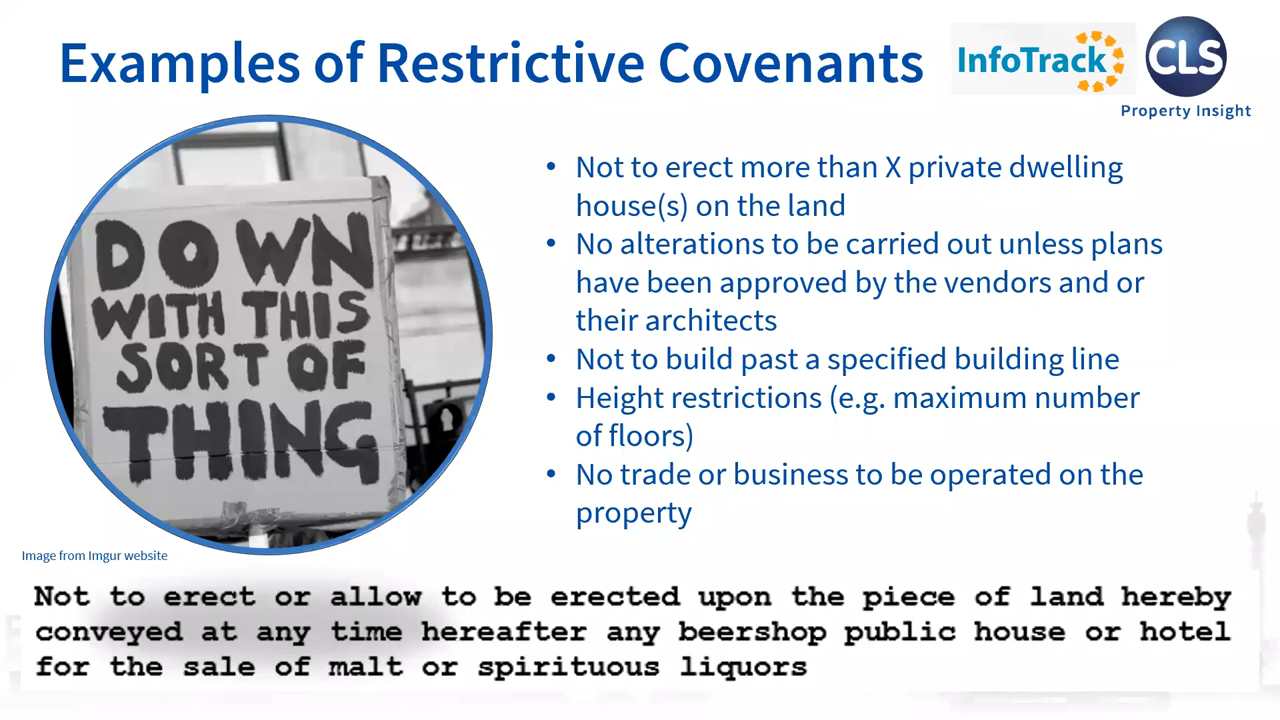 Examples of Restrictive Covenants
InfoTrack
CLS
Property Insight
DOWN
WITH THIS
SORT OF
THING
• Not to erect more than X private dwelling
house(s) on the land
• No alterations to be carried out unless plans
have been approved by the vendors and or
their architects
• Not to build past a specified building line
• Height restrictions (e.g. maximum number
of floors)
• No trade or business to be operated on the
property
Image from Imgur website
Not to erect or allow to be erected upon the piece of land hereby
conveyed at any time hereafter any beershop public house or hotel
for the sale of malt or spirituous liquors